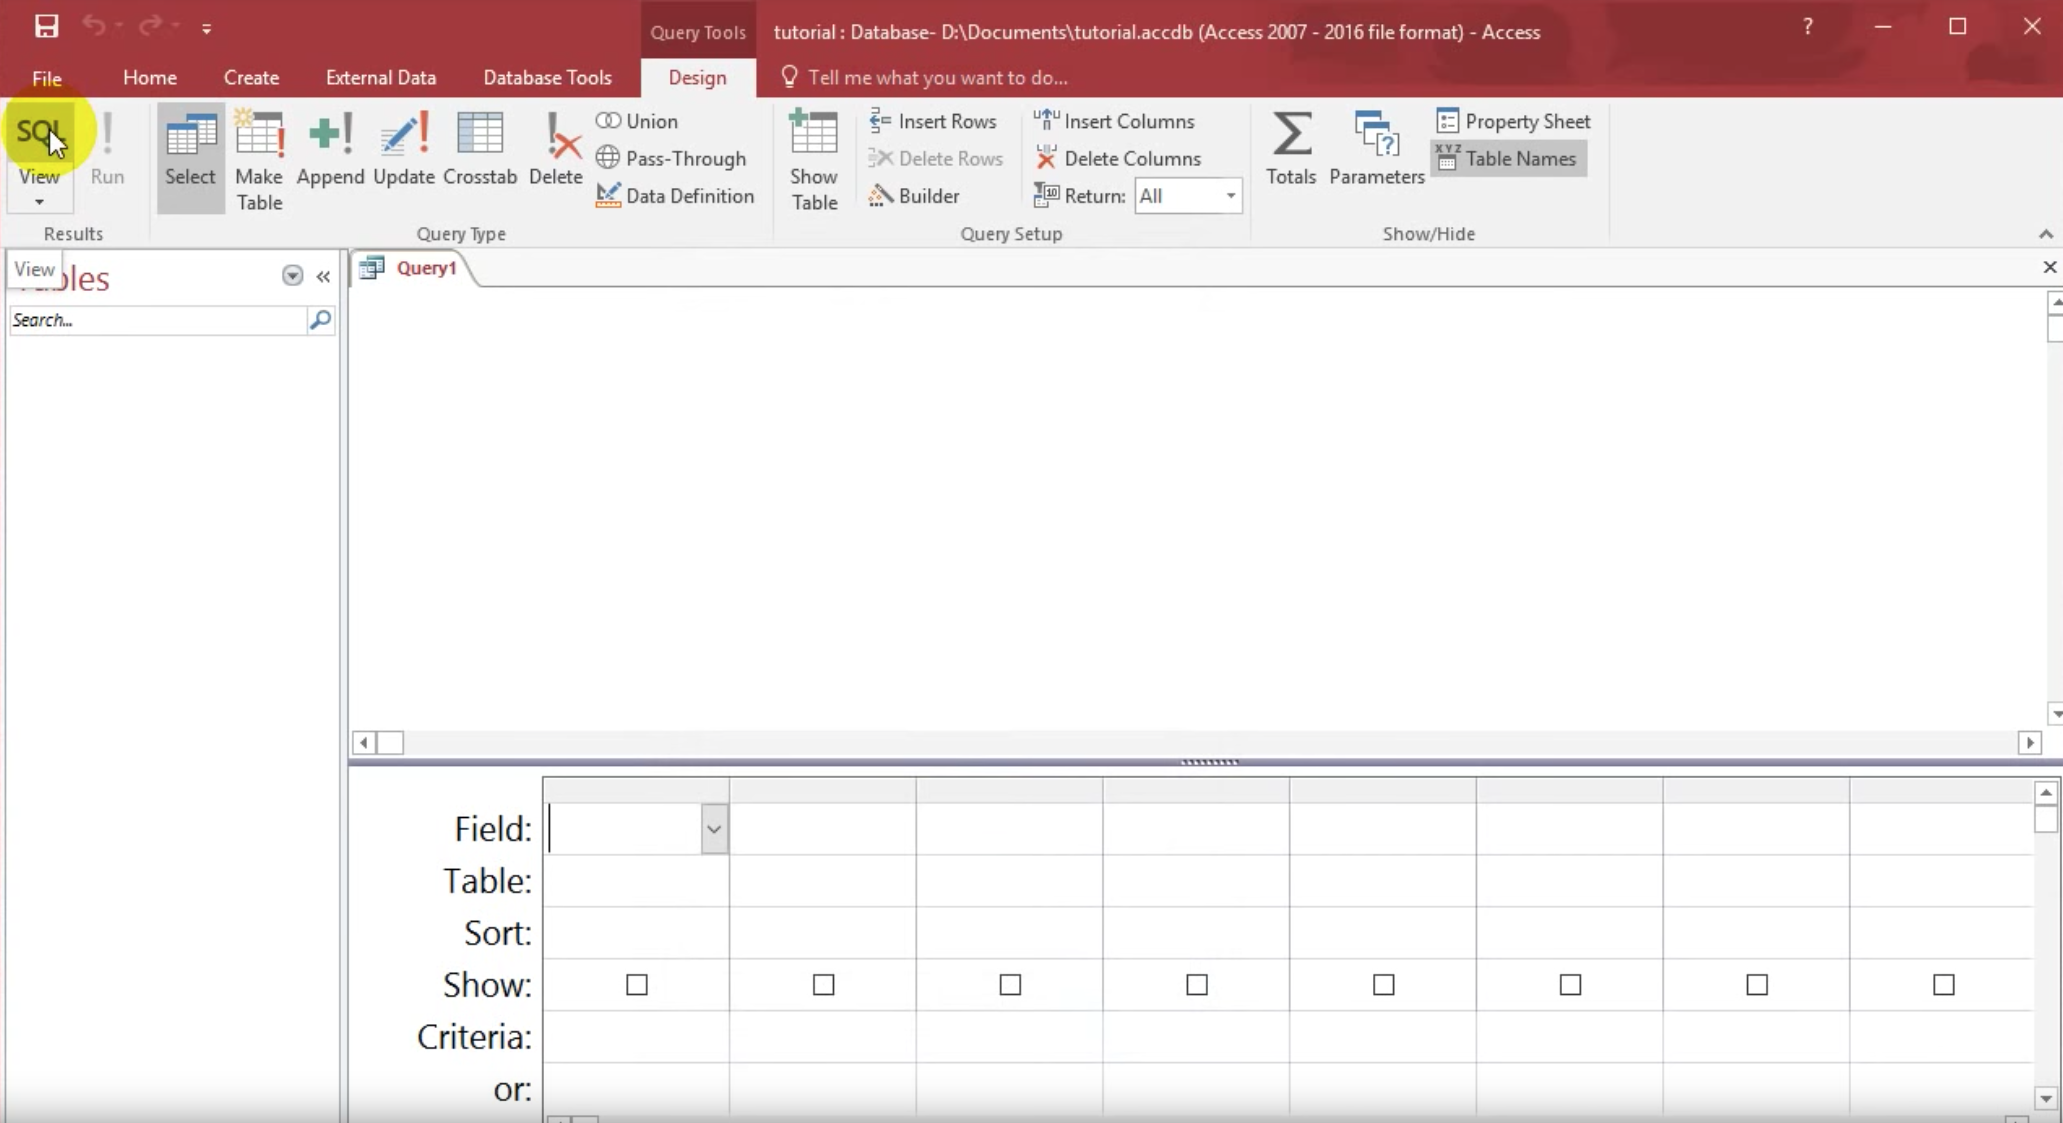 Query Tools
tutorial : Database- D:\Documents\tutorial.accdb (Access 2007 - 2016 file format) - Access
?
File
Home
Create
External Data
Database Tools
Design
Tell me what you want to do...
SQL
View
Run
Results
Select
Make
Table
Append
Update
Crosstab
Delete
Union
Pass-Through
Data Definition
Query Type
Show
Table
Insert Rows
Delete Rows
Builder
Insert Columns
Delete Columns
Return: All
Query Setup
Totals
Parameters
Property Sheet
XYZ
Table Names
Show/Hide
View
Search...
Query1
Field:
Table:
Sort:
Show:
Criteria:
or: